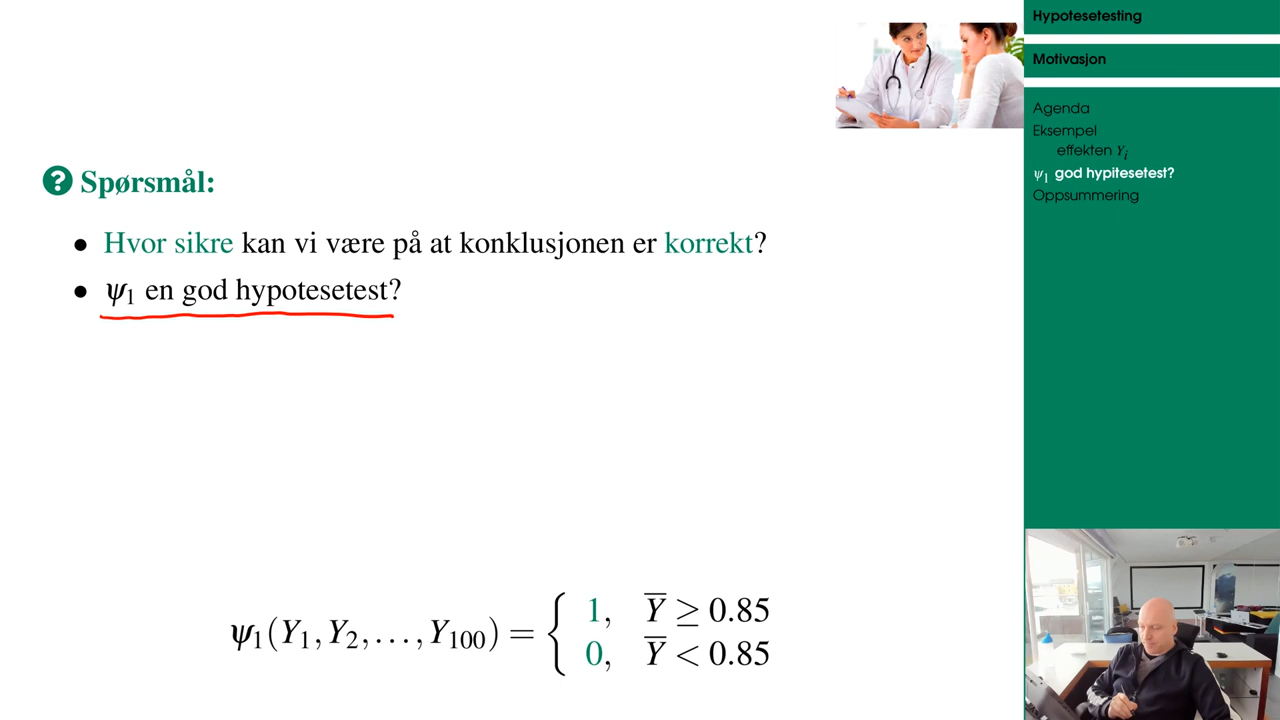 Spørsmål:
• Hvor sikre kan vi være på at konklusjonen er korrekt?
• ψ₁ en god hypotesetest?
ψ₁(Y₁, Y₂, ..., Y₁₀₀) = { 1, Y̅ ≥ 0.85
0, Y̅ < 0.85
Hypotesetesting
Motivasjon
Agenda
Eksempel
effekten Yᵢ
ψ₁ god hypitesetest?
Oppsummering